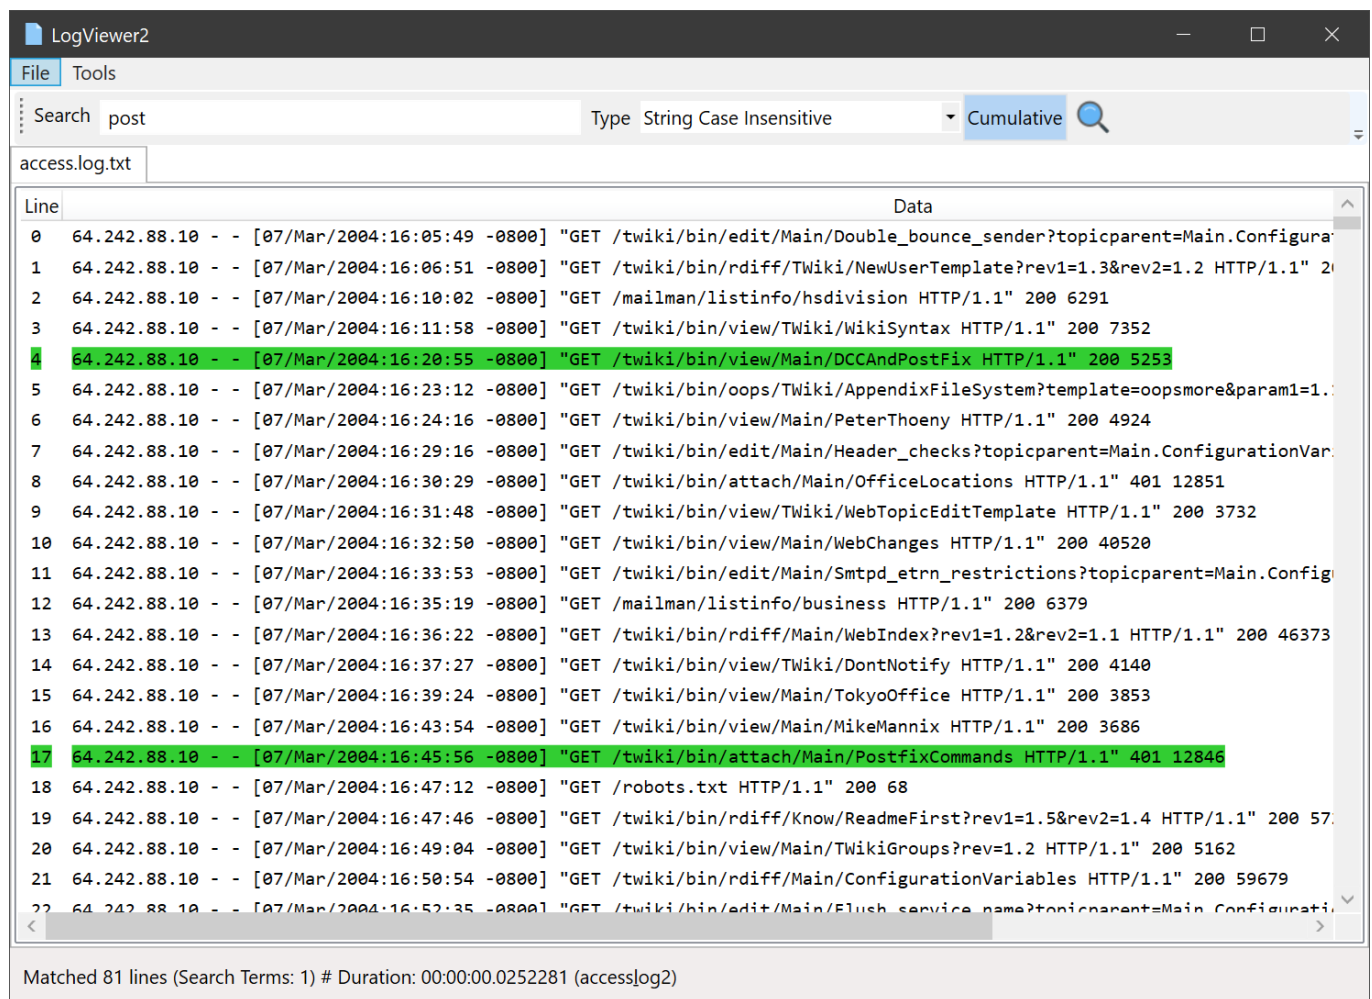 LogViewer2
File Tools
Search post Type String Case Insensitive Cumulative
access.log.txt
Line Data
0 64.242.88.10 - - [07/Mar/2004:16:05:49 -0800] "GET /twiki/bin/edit/Main/Double_bounce_sender?topicparent=Main.Configura
1 64.242.88.10 - - [07/Mar/2004:16:06:51 -0800] "GET /twiki/bin/rdiff/TWiki/NewUserTemplate?rev1=1.3&rev2=1.2 HTTP/1.1" 2
2 64.242.88.10 - - [07/Mar/2004:16:10:02 -0800] "GET /mailman/listinfo/hsdivision HTTP/1.1" 200 6291
3 64.242.88.10 - - [07/Mar/2004:16:11:58 -0800] "GET /twiki/bin/view/TWiki/WikiSyntax HTTP/1.1" 200 7352
4 64.242.88.10 - - [07/Mar/2004:16:20:55 -0800] "GET /twiki/bin/view/Main/DCCAndPostFix HTTP/1.1" 200 5253
5 64.242.88.10 - - [07/Mar/2004:16:23:12 -0800] "GET /twiki/bin/oops/TWiki/AppendixFileSystem?template=oopsmore&param1=1.
6 64.242.88.10 - - [07/Mar/2004:16:24:16 -0800] "GET /twiki/bin/view/Main/PeterThoeny HTTP/1.1" 200 4924
7 64.242.88.10 - - [07/Mar/2004:16:29:16 -0800] "GET /twiki/bin/edit/Main/Header_checks?topicparent=Main.ConfigurationVar
8 64.242.88.10 - - [07/Mar/2004:16:30:29 -0800] "GET /twiki/bin/attach/Main/OfficeLocations HTTP/1.1" 401 12851
9 64.242.88.10 - - [07/Mar/2004:16:31:48 -0800] "GET /twiki/bin/view/TWiki/WebTopicEditTemplate HTTP/1.1" 200 3732
10 64.242.88.10 - - [07/Mar/2004:16:32:50 -0800] "GET /twiki/bin/view/Main/WebChanges HTTP/1.1" 200 40520
11 64.242.88.10 - - [07/Mar/2004:16:33:53 -0800] "GET /twiki/bin/edit/Main/Smtpd_etrn_restrictions?topicparent=Main.Config
12 64.242.88.10 - - [07/Mar/2004:16:35:19 -0800] "GET /mailman/listinfo/business HTTP/1.1" 200 6379
13 64.242.88.10 - - [07/Mar/2004:16:36:22 -0800] "GET /twiki/bin/rdiff/Main/WebIndex?rev1=1.2&rev2=1.1 HTTP/1.1" 200 46373
14 64.242.88.10 - - [07/Mar/2004:16:37:27 -0800] "GET /twiki/bin/view/TWiki/DontNotify HTTP/1.1" 200 4140
15 64.242.88.10 - - [07/Mar/2004:16:39:24 -0800] "GET /twiki/bin/view/Main/TokyoOffice HTTP/1.1" 200 3853
16 64.242.88.10 - - [07/Mar/2004:16:43:54 -0800] "GET /twiki/bin/view/Main/MikeMannix HTTP/1.1" 200 3686
17 64.242.88.10 - - [07/Mar/2004:16:45:56 -0800] "GET /twiki/bin/attach/Main/PostfixCommands HTTP/1.1" 401 12846
18 64.242.88.10 - - [07/Mar/2004:16:47:12 -0800] "GET /robots.txt HTTP/1.1" 200 68
19 64.242.88.10 - - [07/Mar/2004:16:47:46 -0800] "GET /twiki/bin/rdiff/Know/ReadmeFirst?rev1=1.5&rev2=1.4 HTTP/1.1" 200 57
20 64.242.88.10 - - [07/Mar/2004:16:49:04 -0800] "GET /twiki/bin/view/Main/TWikiGroups?rev=1.2 HTTP/1.1" 200 5162
21 64.242.88.10 - - [07/Mar/2004:16:50:54 -0800] "GET /twiki/bin/rdiff/Main/ConfigurationVariables HTTP/1.1" 200 59679
22 64.242.88.10 - - [07/Mar/2004:16:52:35 -0800] "GET /twiki/bin/edit/Main/Flush_service_name?topicparent=Main.Configurati
Matched 81 lines (Search Terms: 1) # Duration: 00:00:00.0252281 (accesslog2)